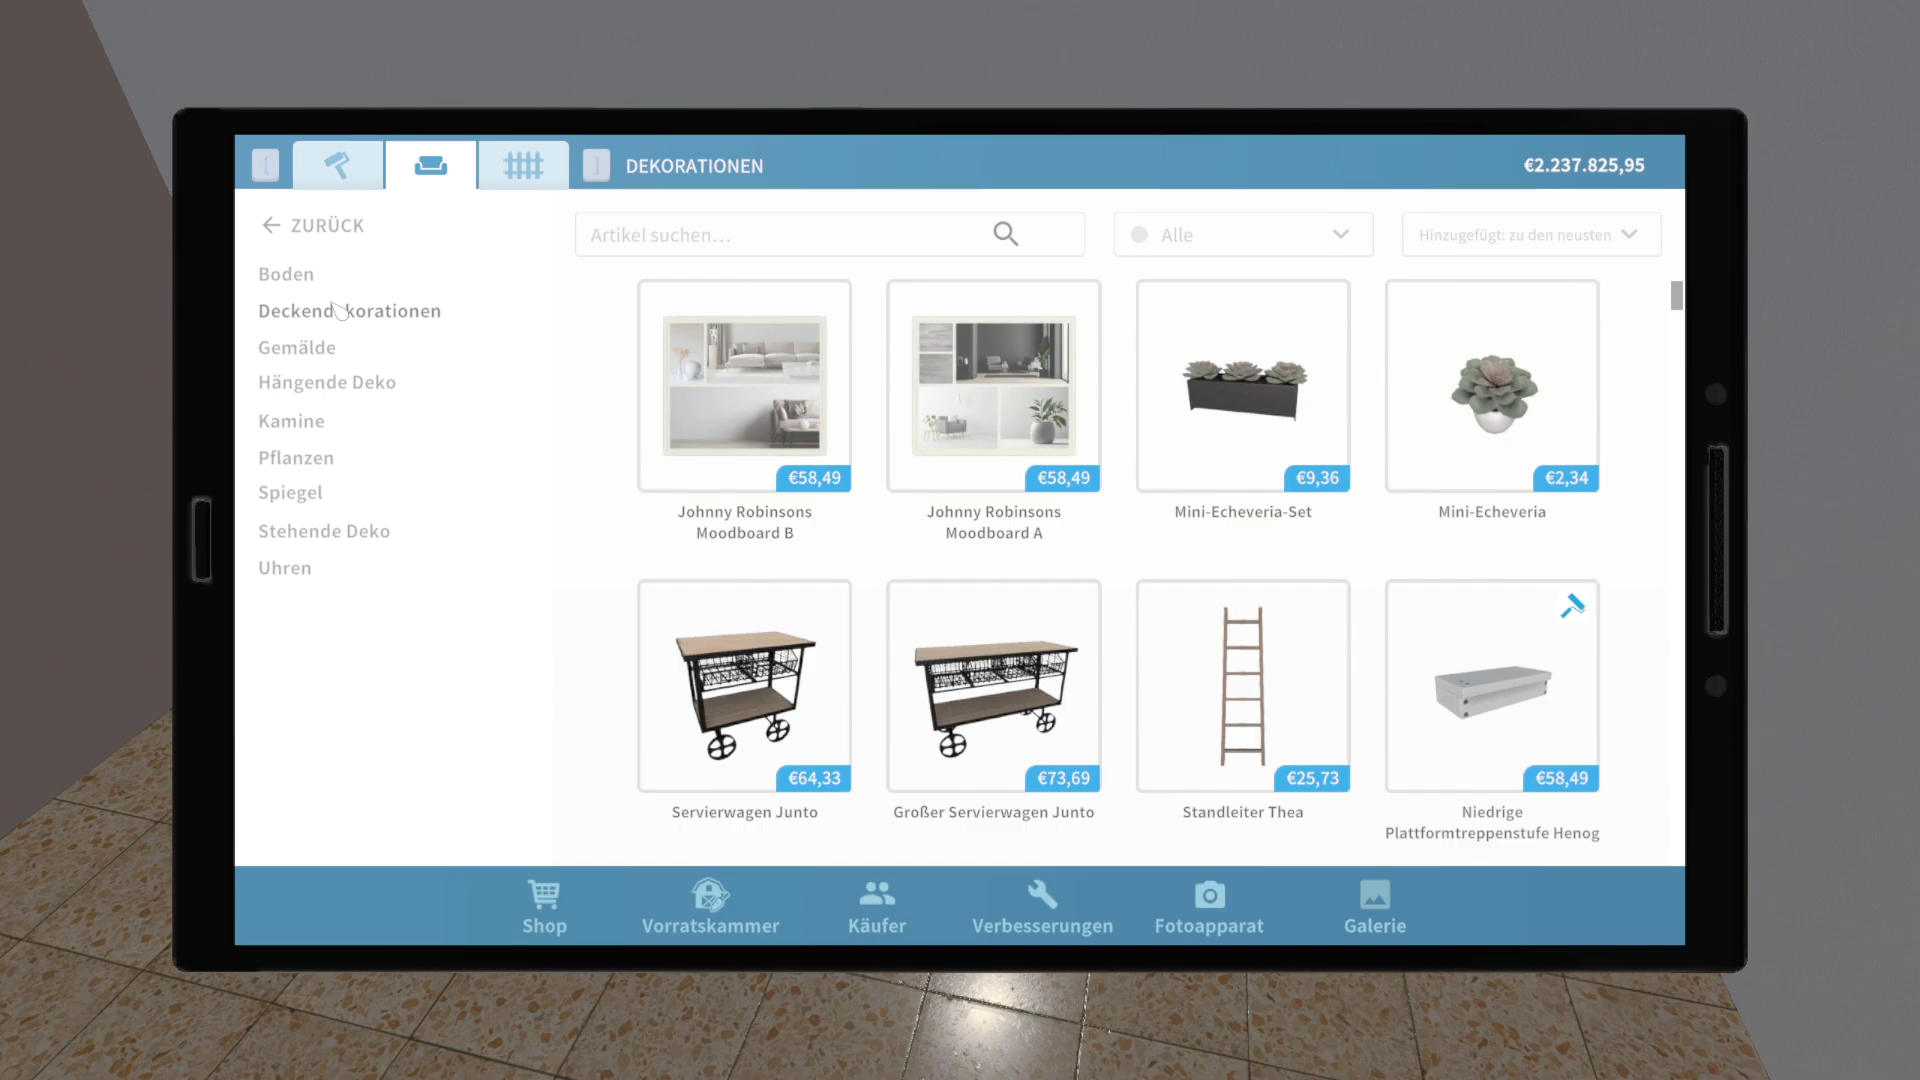 [
]
DEKORATIONEN
€2.237.825,95
ZURÜCK
Artikel suchen...
Alle
Hinzugefügt: zu den neusten
Boden
Deckendekorationen
Gemälde
Hängende Deko
Kamine
Pflanzen
Spiegel
Stehende Deko
Uhren
€58,49
€58,49
€9,36
€2,34
Johnny Robinsons
Moodboard B
Johnny Robinsons
Moodboard A
Mini-Echeveria-Set
Mini-Echeveria
€64,33
€73,69
€25,73
€58,49
Servierwagen Junto
Großer Servierwagen Junto
Standleiter Thea
Niedrige
Plattformtreppenstufe Henog
Shop
Vorratskammer
Käufer
Verbesserungen
Fotoapparat
Galerie